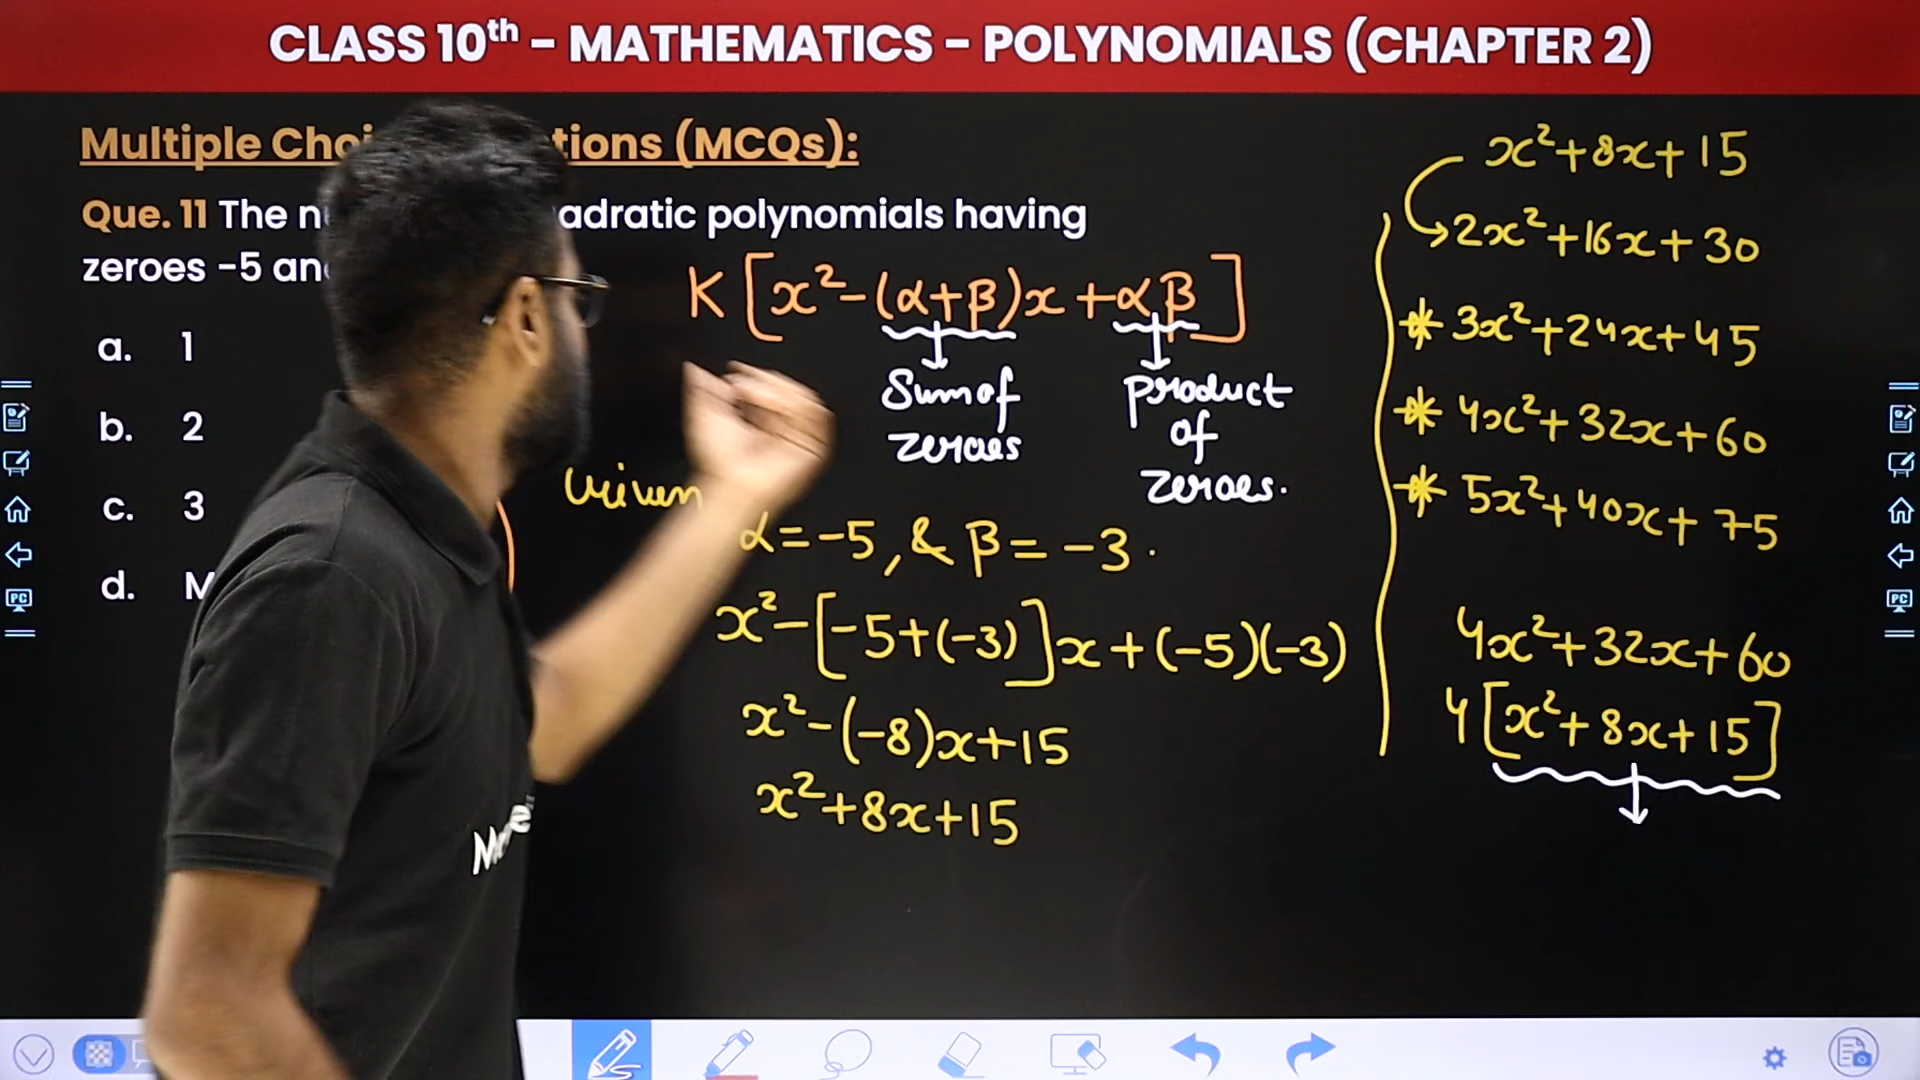 CLASS 10th – MATHEMATICS – POLYNOMIALS (CHAPTER 2)
Multiple Cho tions (MCQs):
Que. 11 The n adratic polynomials having
zeroes -5 an
a. 1
b. 2
c. 3
d. M
K[x²-(α+β)x+αβ]
Sum of
zeroes
product
of
zeroes.
Given
α=-5, & β=-3.
x²-[-5+(-3)]x+(-5)(-3)
x²-(-8)x+15
x²+8x+15
x²+8x+15
2x²+16x+30
* 3x²+24x+45
* 4x²+32x+60
* 5x²+40x+75
4x²+32x+60
4[x²+8x+15]
PC
PC